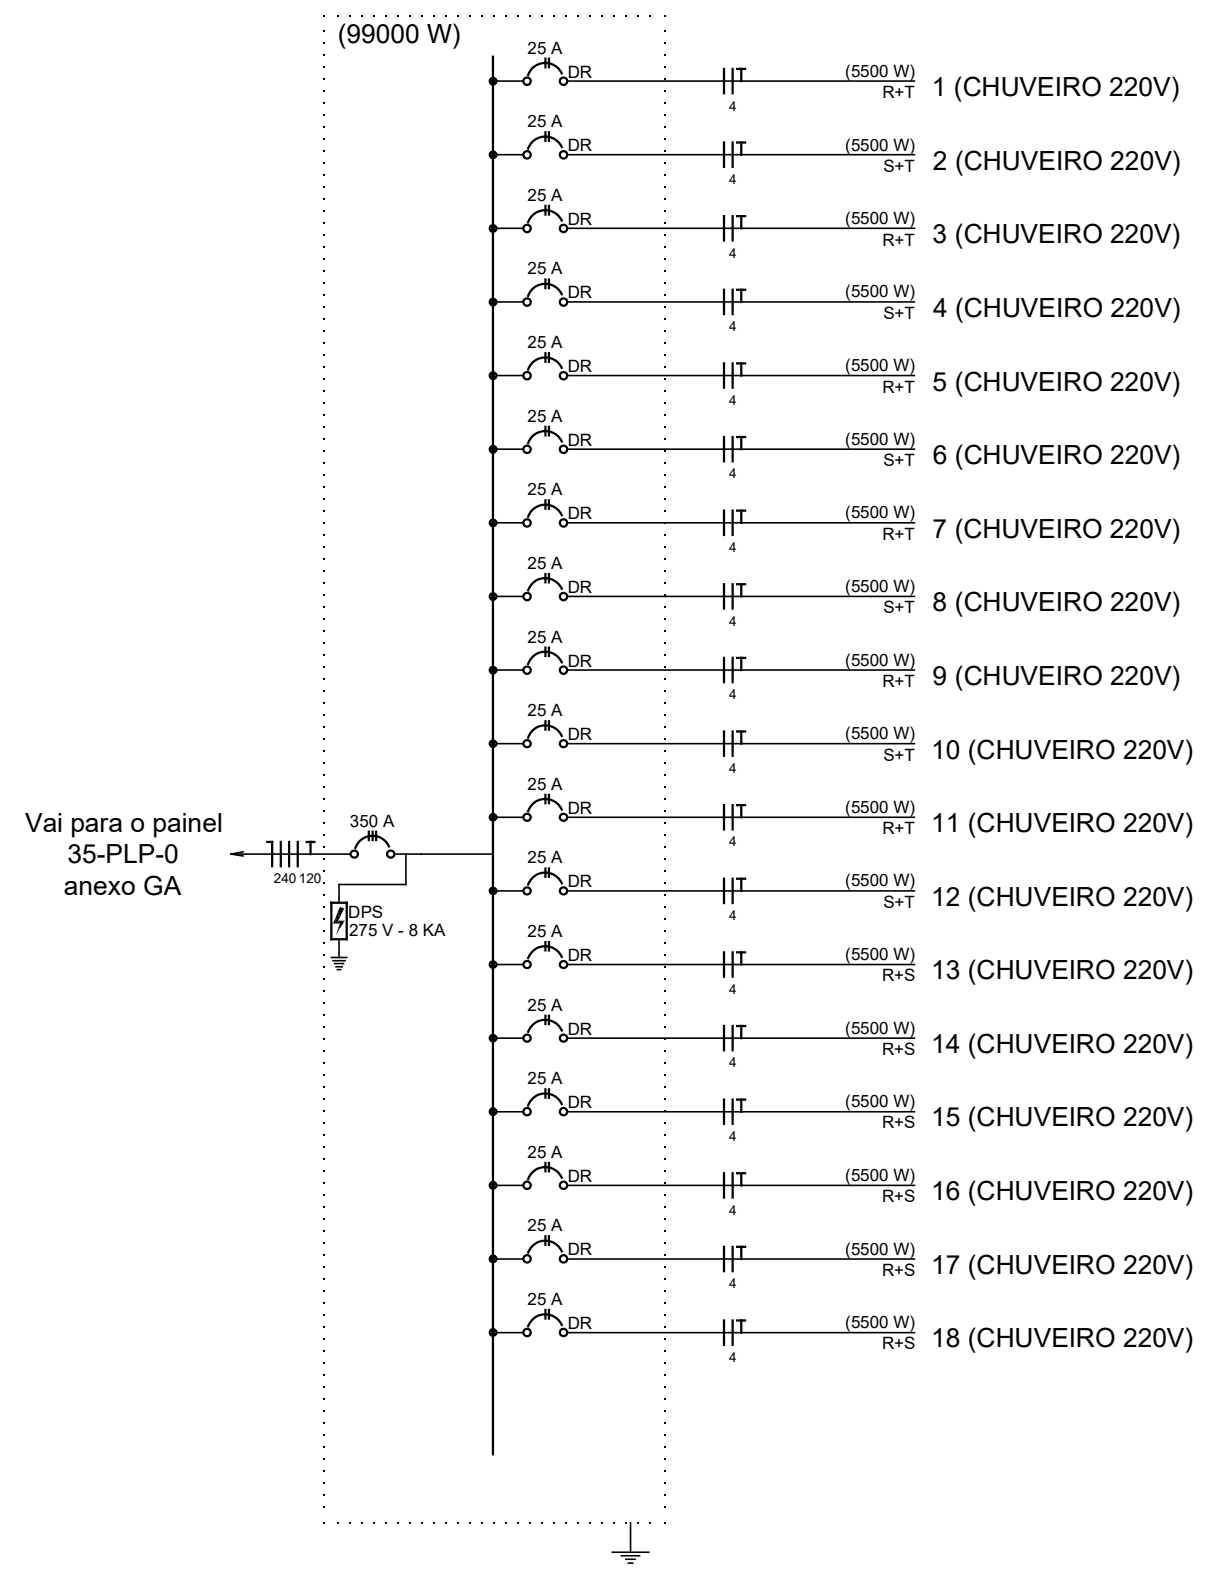 (99000 W)
25 A
DR
4
(5500 W)
R+T
1 (CHUVEIRO 220V)
25 A
DR
4
(5500 W)
S+T
2 (CHUVEIRO 220V)
25 A
DR
4
(5500 W)
R+T
3 (CHUVEIRO 220V)
25 A
DR
4
(5500 W)
S+T
4 (CHUVEIRO 220V)
25 A
DR
4
(5500 W)
R+T
5 (CHUVEIRO 220V)
25 A
DR
4
(5500 W)
S+T
6 (CHUVEIRO 220V)
25 A
DR
4
(5500 W)
R+T
7 (CHUVEIRO 220V)
25 A
DR
4
(5500 W)
S+T
8 (CHUVEIRO 220V)
25 A
DR
4
(5500 W)
R+T
9 (CHUVEIRO 220V)
25 A
DR
4
(5500 W)
S+T
10 (CHUVEIRO 220V)
25 A
DR
4
(5500 W)
R+T
11 (CHUVEIRO 220V)
Vai para o painel
35-PLP-0
anexo GA
240 120
350 A
DPS
275 V - 8 KA
25 A
DR
4
(5500 W)
S+T
12 (CHUVEIRO 220V)
25 A
DR
4
(5500 W)
R+S
13 (CHUVEIRO 220V)
25 A
DR
4
(5500 W)
R+S
14 (CHUVEIRO 220V)
25 A
DR
4
(5500 W)
R+S
15 (CHUVEIRO 220V)
25 A
DR
4
(5500 W)
R+S
16 (CHUVEIRO 220V)
25 A
DR
4
(5500 W)
R+S
17 (CHUVEIRO 220V)
25 A
DR
4
(5500 W)
R+S
18 (CHUVEIRO 220V)